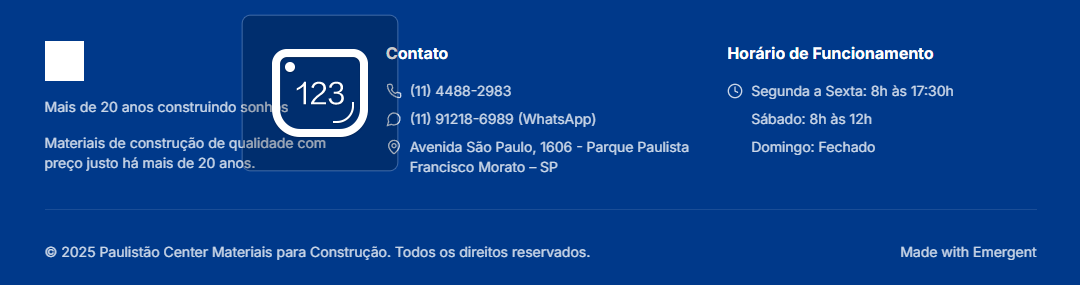 Mais de 20 anos construindo sonhos
Materiais de construção de qualidade com
preço justo há mais de 20 anos.
123
Contato
(11) 4488-2983
(11) 91218-6989 (WhatsApp)
Avenida São Paulo, 1606 - Parque Paulista
Francisco Morato – SP
Horário de Funcionamento
Segunda a Sexta: 8h às 17:30h
Sábado: 8h às 12h
Domingo: Fechado
© 2025 Paulistão Center Materiais para Construção. Todos os direitos reservados.
Made with Emergent